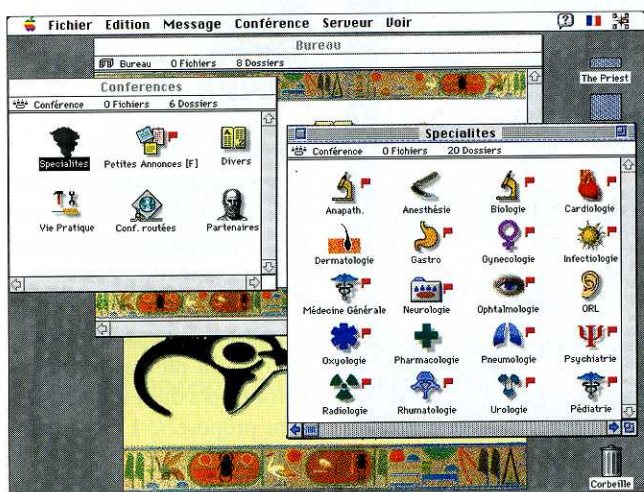 Fichier Edition Message Conférence Serveur Voir
Bureau
Bureau 0 Fichiers 8 Dossiers
The Priest
Conferences
Conférence 0 Fichiers 6 Dossiers
Specialites Petites Annonces [F] Divers
Vie Pratique Conf. routées Partenaires
Specialites
Conférence 0 Fichiers 20 Dossiers
Anapath. Anesthésie Biologie Cardiologie
Dermatologie Gastro Gynecologie Infectiologie
Médecine Générale Neurologie Ophtalmologie ORL
Oxyologie Pharmacologie Pneumologie Psychiatrie
Radiologie Rhumatologie Urologie Pédiatrie
Corbeille